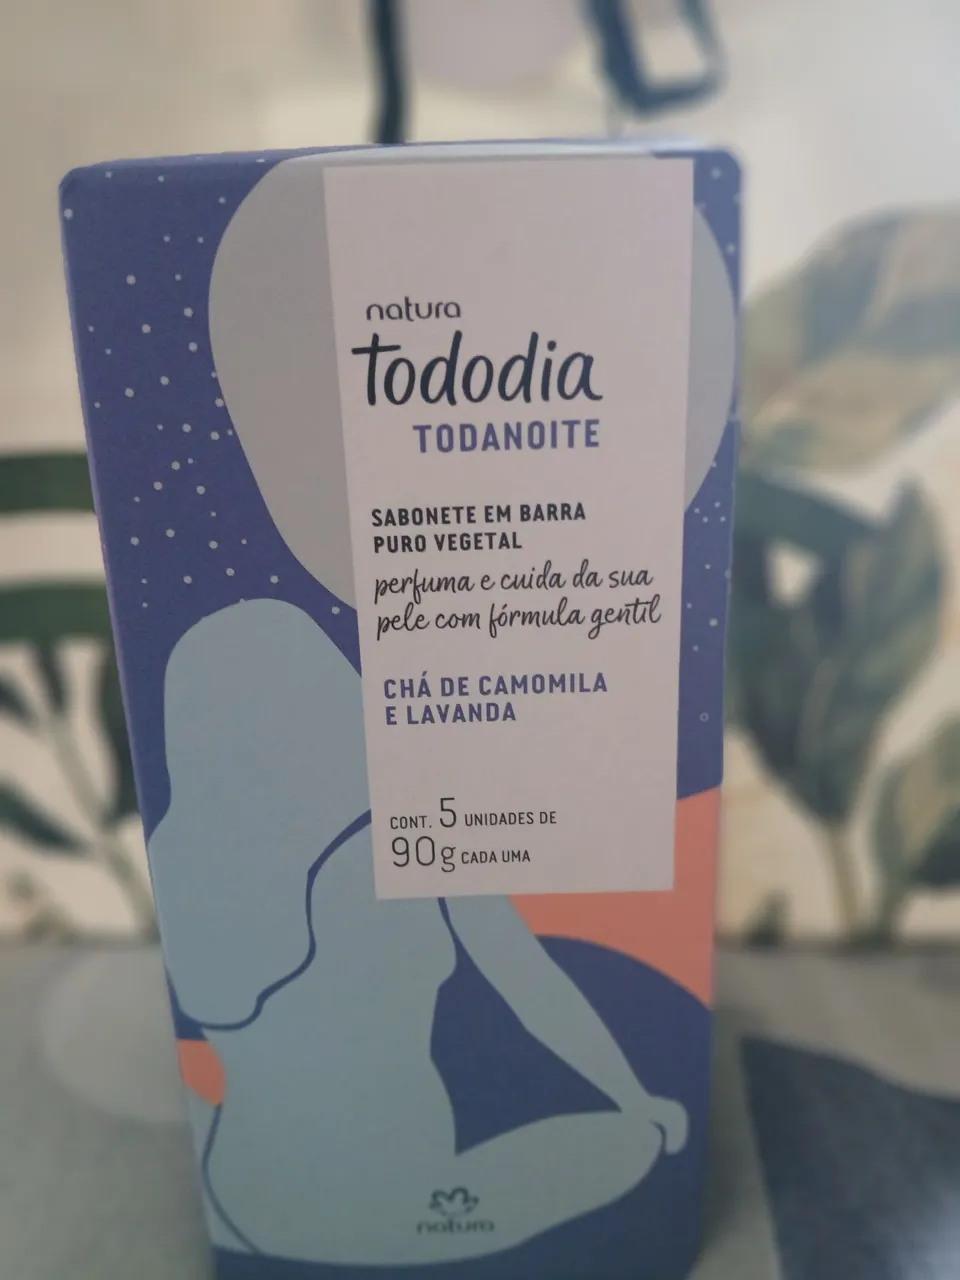 natura
tododia
TODANOITE
SABONETE EM BARRA
PURO VEGETAL
perfuma e cuida da sua
pele com fórmula gentil
CHÁ DE CAMOMILA
E LAVANDA
CONT. 5 UNIDADES DE
90g CADA UMA
natura